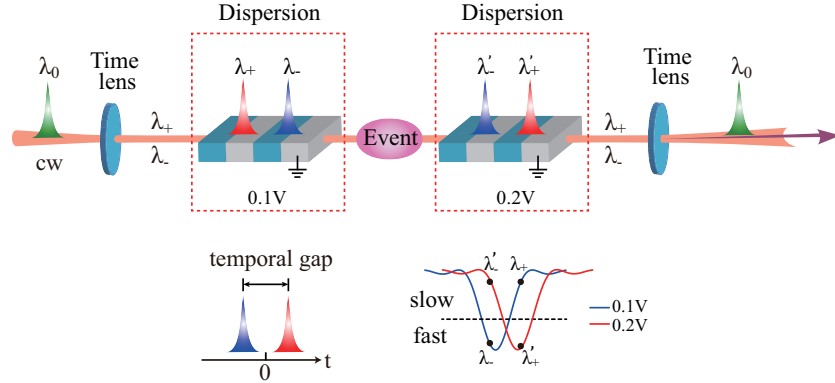 Dispersion
Dispersion
λ₀
Time
lens
λ₊
λ₋
λ'₋
λ'₊
Time
lens
λ₀
λ₊
λ₋
Event
λ₊
λ₋
cw
0.1V
0.2V
temporal gap
0
t
λ'₋
λ₊
slow
fast
λ₋
λ'₊
0.1V
0.2V